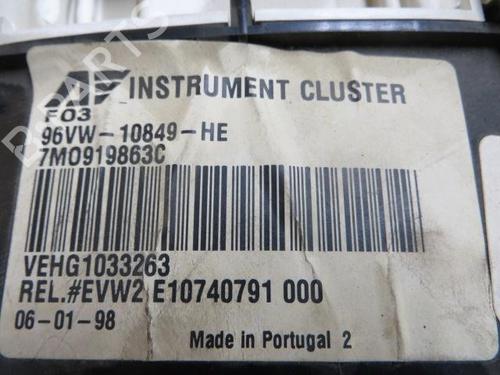 INSTRUMENT CLUSTER
F03
96VW-10849-HE
7M0919863C
VEHG1033263
REL.#EVW2 E10740791 000
06-01-98
Made in Portugal 2